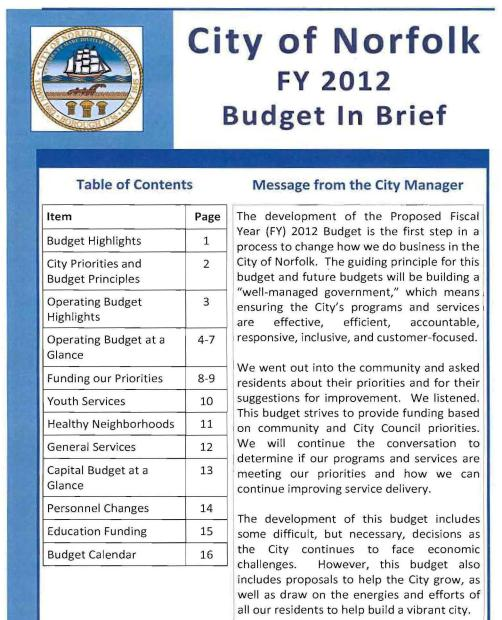 City of Norfolk
FY 2012
Budget In Brief
Table of Contents
Item Page
Budget Highlights 1
City Priorities and 2
Budget Principles
Operating Budget 3
Highlights
Operating Budget at a 4-7
Glance
Funding our Priorities 8-9
Youth Services 10
Healthy Neighborhoods 11
General Services 12
Capital Budget at a 13
Glance
Personnel Changes 14
Education Funding 15
Budget Calendar 16
Message from the City Manager
The development of the Proposed Fiscal
Year (FY) 2012 Budget is the first step in a
process to change how we do business in the
City of Norfolk. The guiding principle for this
budget and future budgets will be building a
"well-managed government," which means
ensuring the City's programs and services
are effective, efficient, accountable,
responsive, inclusive, and customer-focused.
We went out into the community and asked
residents about their priorities and for their
suggestions for improvement. We listened.
This budget strives to provide funding based
on community and City Council priorities.
We will continue the conversation to
determine if our programs and services are
meeting our priorities and how we can
continue improving service delivery.
The development of this budget includes
some difficult, but necessary, decisions as
the City continues to face economic
challenges. However, this budget also
includes proposals to help the City grow, as
well as draw on the energies and efforts of
all our residents to help build a vibrant city.